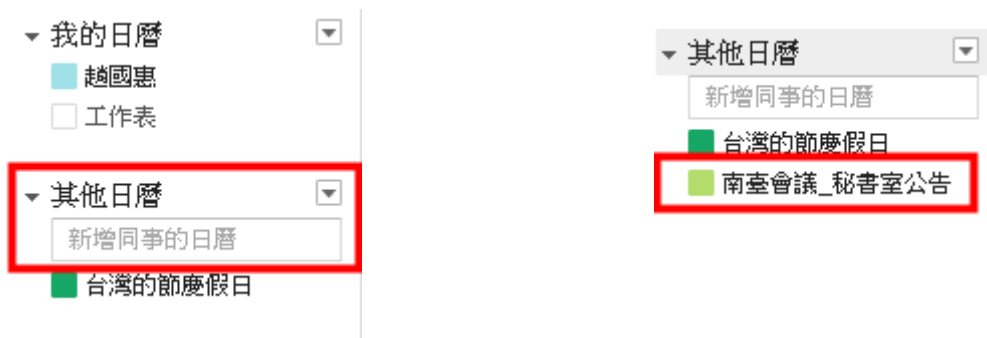 我的日曆
趙國惠
工作表
其他日曆
新增同事的日曆
台灣的節慶假日
其他日曆
新增同事的日曆
台灣的節慶假日
南臺會議_秘書室公告